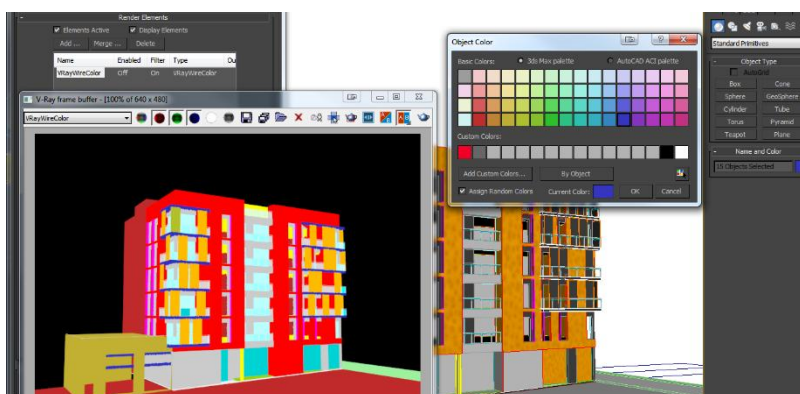 Render Elements
Elements Active
Display Elements
Add ...
Merge ...
Delete
Name
Enabled
Filter
Type
Ou
VRayWireColor
Off
On
VRayWireColor
V-Ray frame buffer - [100% of 640 x 480]
VRayWireColor
Object Color
Basic Colors:
3ds Max palette
AutoCAD ACI palette
Custom Colors:
Add Custom Colors...
By Object
Assign Random Colors
Current Color:
OK
Cancel
Standard Primitives
Object Type
AutoGrid
Box
Cone
Sphere
GeoSphere
Cylinder
Tube
Torus
Pyramid
Teapot
Plane
Name and Color
15 Objects Selected